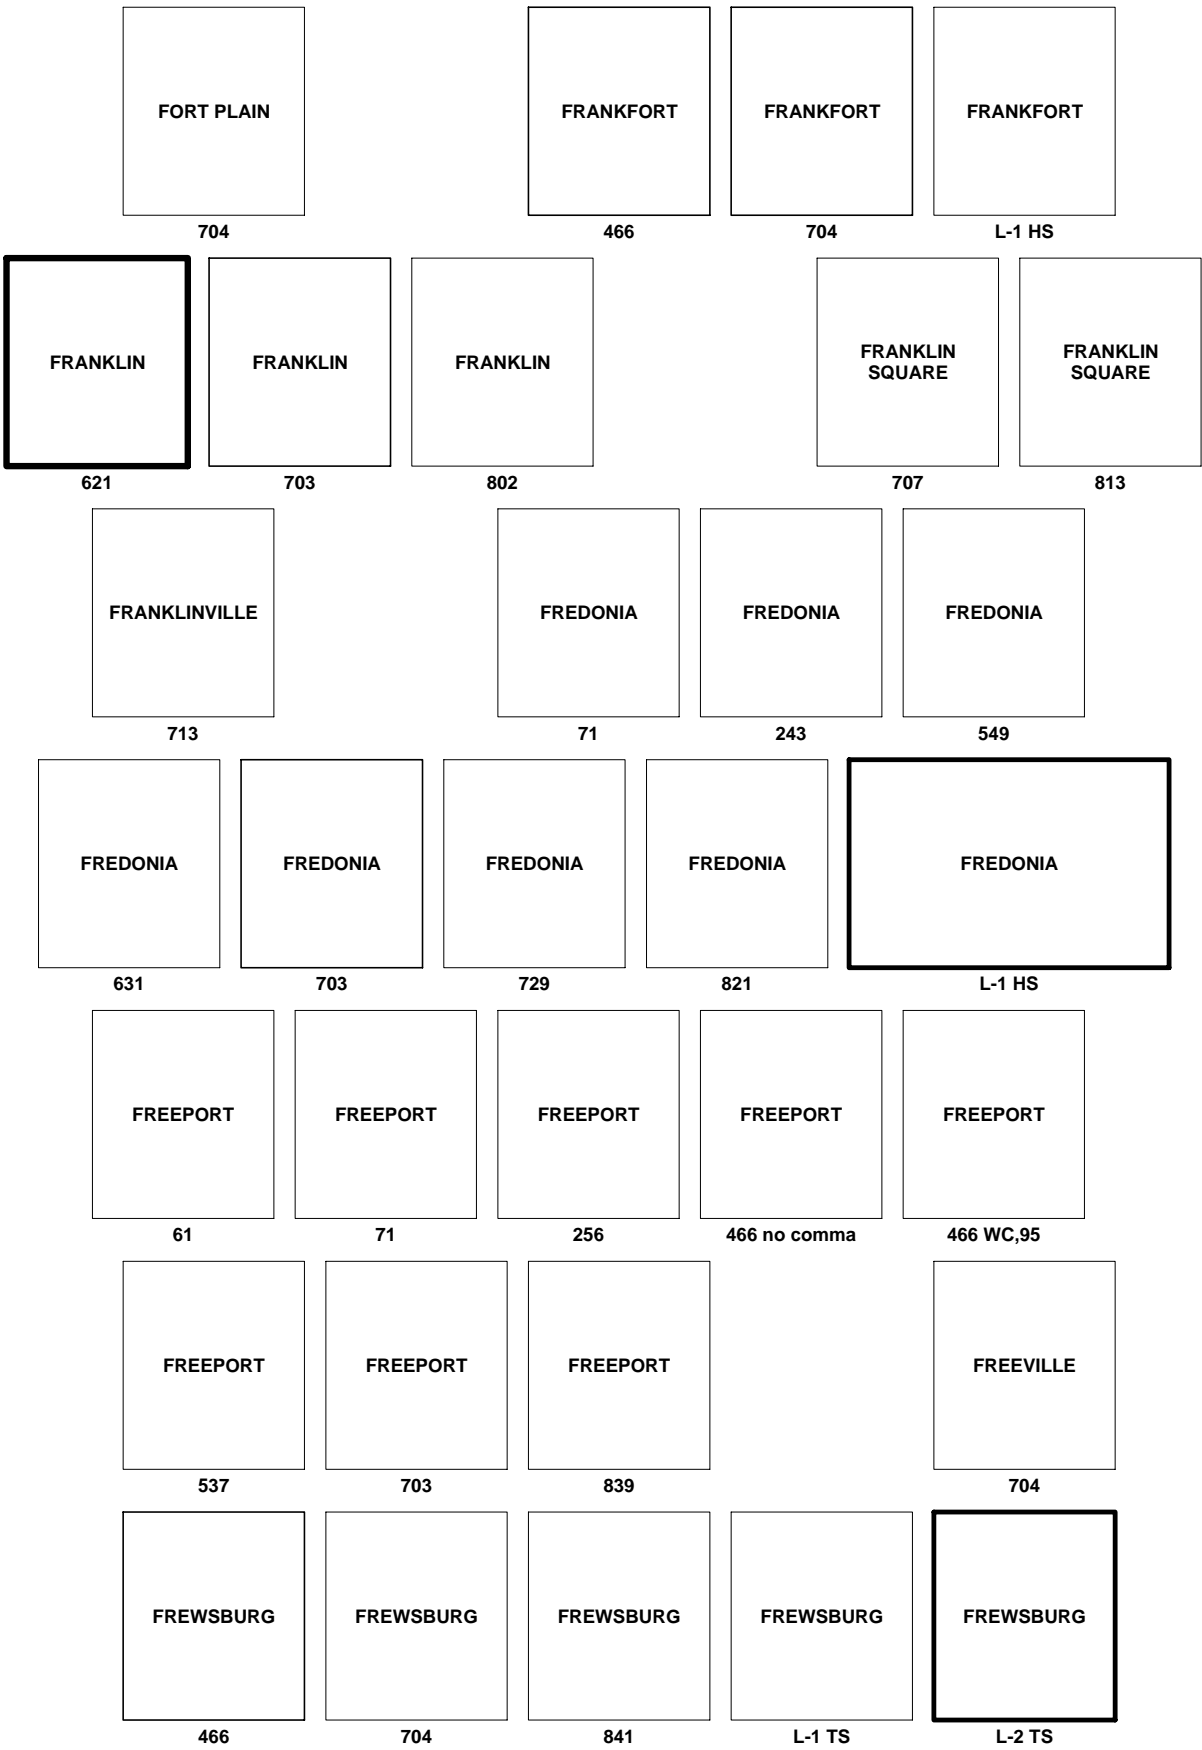 FORT PLAIN
FRANKFORT
FRANKFORT
FRANKFORT
704
466
704
L-1 HS
FRANKLIN
FRANKLIN
FRANKLIN
FRANKLIN
SQUARE
FRANKLIN
SQUARE
621
703
802
707
813
FRANKLINVILLE
FREDONIA
FREDONIA
FREDONIA
713
71
243
549
FREDONIA
FREDONIA
FREDONIA
FREDONIA
FREDONIA
631
703
729
821
L-1 HS
FREEPORT
FREEPORT
FREEPORT
FREEPORT
FREEPORT
61
71
256
466 no comma
466 WC,95
FREEPORT
FREEPORT
FREEPORT
FREEVILLE
537
703
839
704
FREWSBURG
FREWSBURG
FREWSBURG
FREWSBURG
FREWSBURG
466
704
841
L-1 TS
L-2 TS